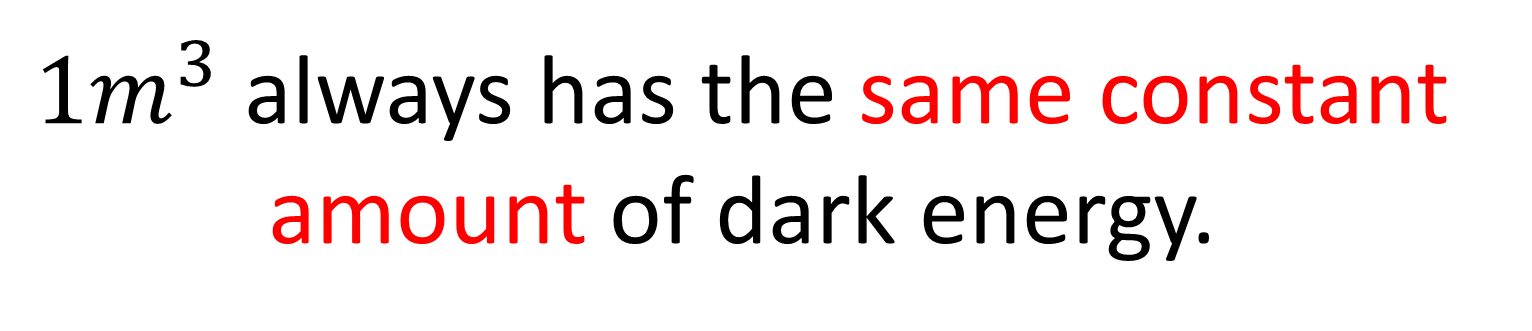 1m³ always has the same constant
amount of dark energy.